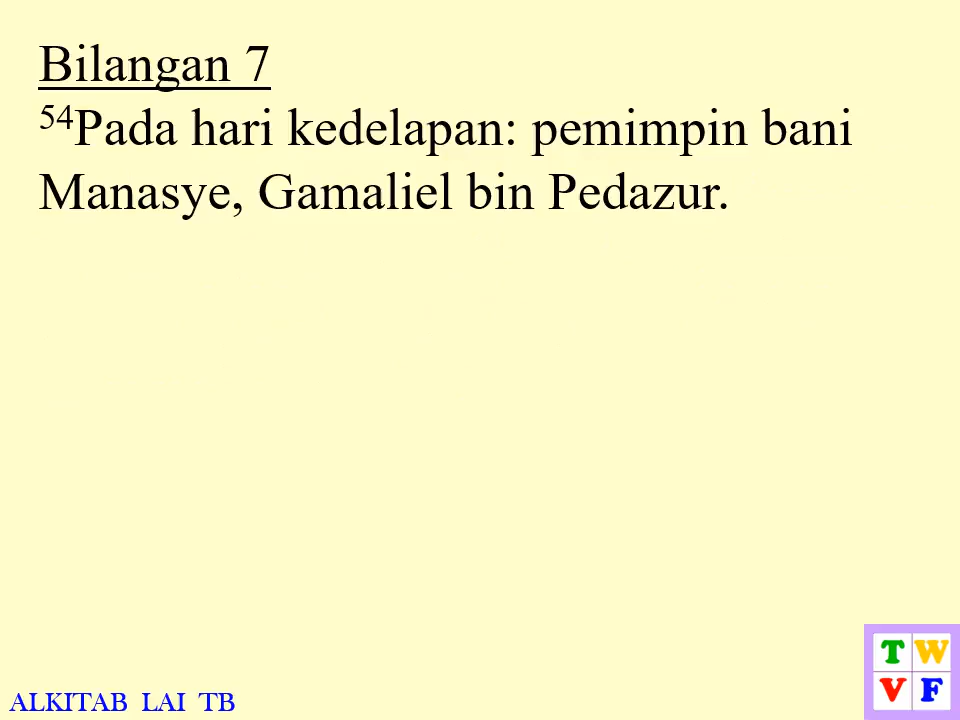 Bilangan 7
54Pada hari kedelapan: pemimpin bani
Manasye, Gamaliel bin Pedazur.
T W
V F
ALKITAB LAI TB